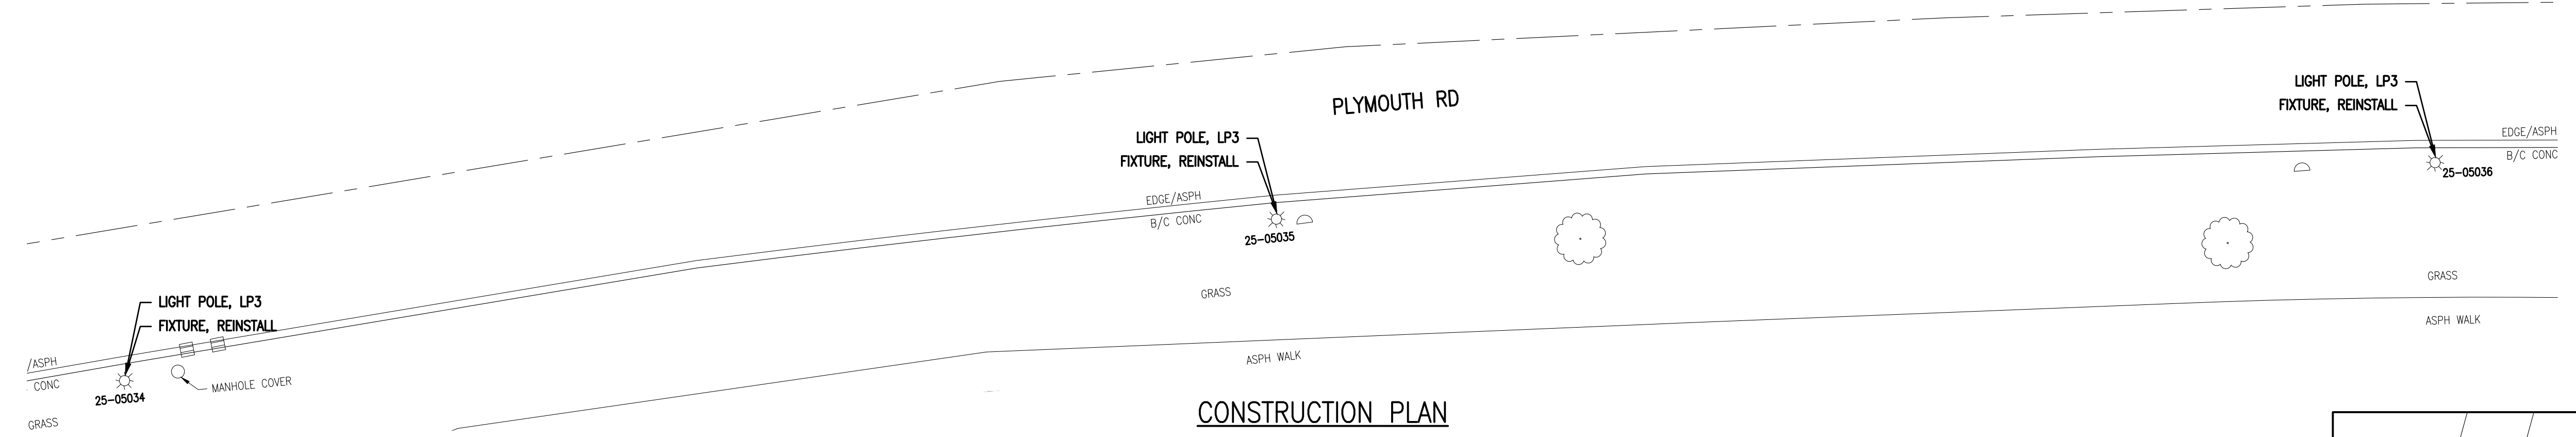 PLYMOUTH RD
LIGHT POLE, LP3
FIXTURE, REINSTALL
/ASPH
CONC
25-05034
MANHOLE COVER
GRASS
LIGHT POLE, LP3
FIXTURE, REINSTALL
EDGE/ASPH
B/C CONC
25-05035
GRASS
ASPH WALK
LIGHT POLE, LP3
FIXTURE, REINSTALL
EDGE/ASPH
B/C CONC
25-05036
GRASS
ASPH WALK
CONSTRUCTION PLAN